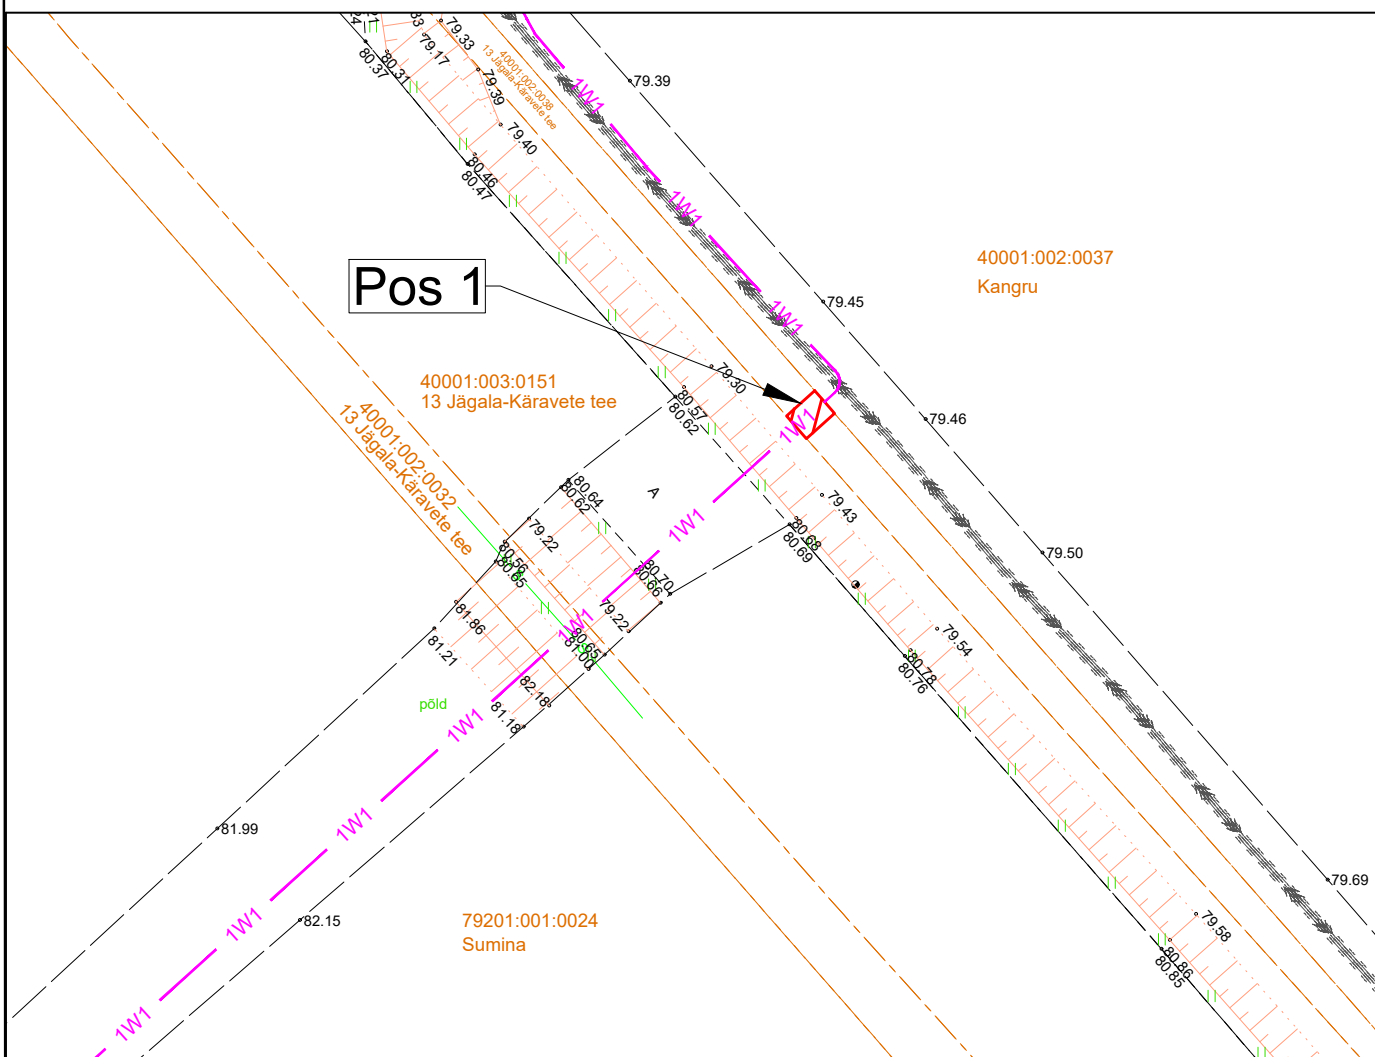 80.37
80.31
79.17
79.33
79.39
40001:002:0038
13 Jägala-Käravete tee
79.40
1W1
79.39
80.46
80.47
1W1
40001:002:0037
Kangru
Pos 1
79.45
1W1
79.30
40001:003:0151
13 Jägala-Käravete tee
80.57
80.62
1W1
79.46
40001:002:0032
13 Jägala-Käravete tee
80.64
80.62
A
79.43
79.22
1W1
80.68
80.69
79.50
80.56
80.65
80.70
80.66
81.86
79.22
1W1
79.54
81.21
80.65
81.00
80.78
80.76
põld
82.18
81.18
1W1
81.99
1W1
79.69
82.15
1W1
79201:001:0024
Sumina
79.58
80.86
80.85
1W1